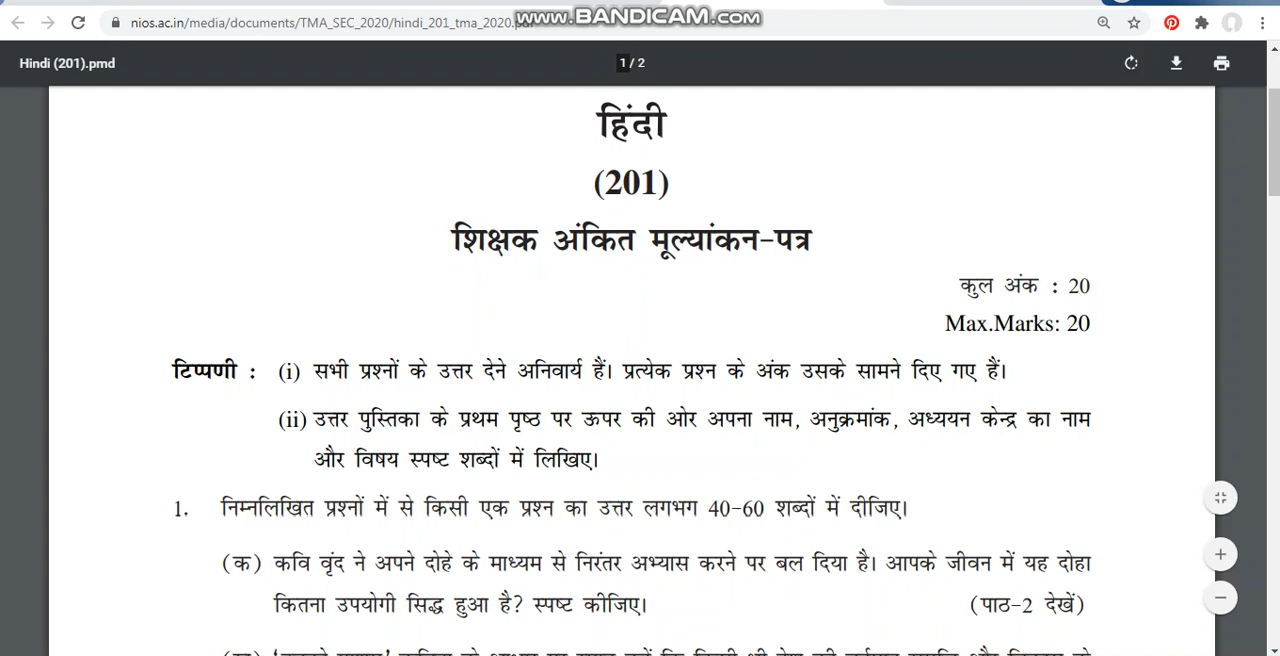 nios.ac.in/media/documents/TMA_SEC_2020/hindi_201_tma_2020.pdf
www.BANDICAM.com
Hindi (201).pmd
1 / 2
हिंदी
(201)
शिक्षक अंकित मूल्यांकन-पत्र
कुल अंक : 20
Max.Marks: 20
टिप्पणी : (i) सभी प्रश्नों के उत्तर देने अनिवार्य हैं। प्रत्येक प्रश्न के अंक उसके सामने दिए गए हैं।
(ii) उत्तर पुस्तिका के प्रथम पृष्ठ पर ऊपर की ओर अपना नाम, अनुक्रमांक, अध्ययन केन्द्र का नाम
और विषय स्पष्ट शब्दों में लिखिए।
1. निम्नलिखित प्रश्नों में से किसी एक प्रश्न का उत्तर लगभग 40-60 शब्दों में दीजिए।
(क) कवि वृंद ने अपने दोहे के माध्यम से निरंतर अभ्यास करने पर बल दिया है। आपके जीवन में यह दोहा
कितना उपयोगी सिद्ध हुआ है? स्पष्ट कीजिए। (पाठ-2 देखें)